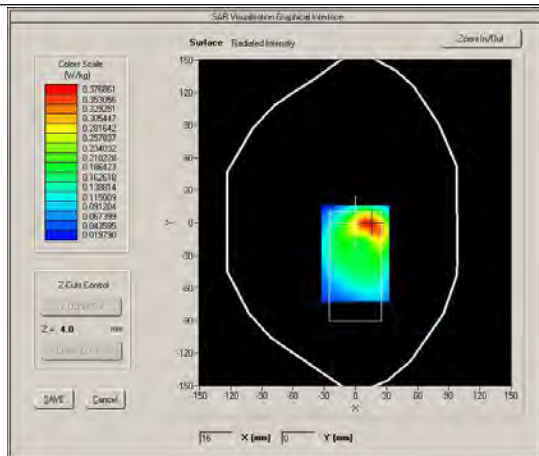 SAR Visualisation Graphical Interface
Surface Radiated Intensity
Zoom In/Out
Colors Scale
(W/kg)
0.376861
0.353056
0.329251
0.305447
0.281642
0.257837
0.234032
0.210228
0.186423
0.162618
0.138814
0.115009
0.091204
0.067399
0.043595
0.019790
Z-Cuts Control
Z = 4.0 mm
SAVE
Cancel
150
120
90
60
30
0
-30
-60
-90
-120
-150
Y
-150 -120 -90 -60 -30 0 30 60 90 120 150
X
16 X (mm) 0 Y (mm)